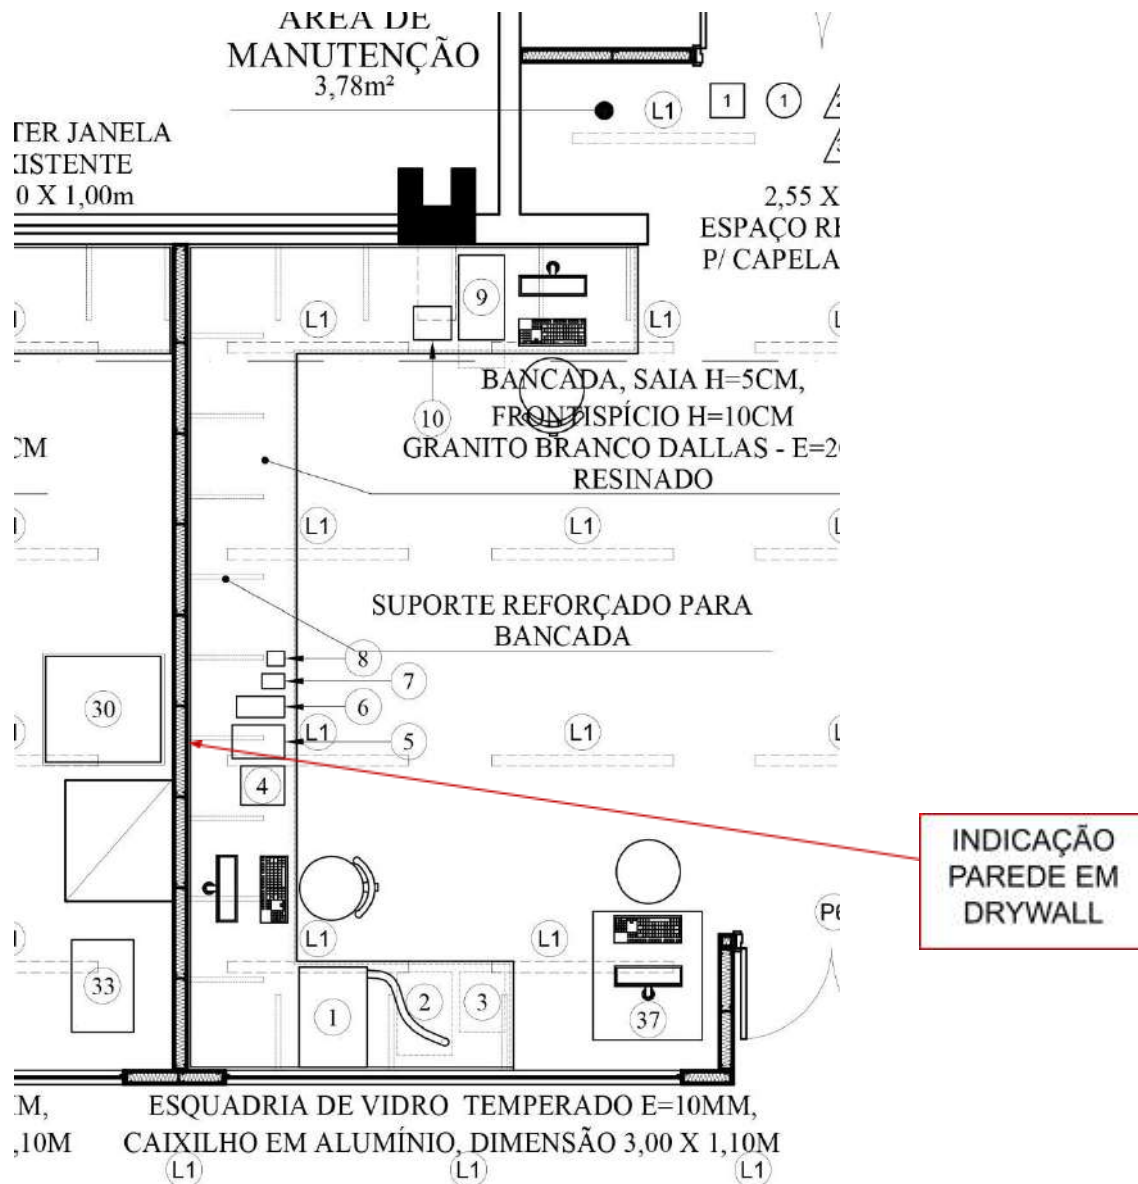 ÁREA DE
MANUTENÇÃO
3,78m²
L1
1
1
TER JANELA
0 X 1,00m
2,55 X
P/ CAPELA
9
L1
L1
10
BANCADA, SAIA H=5CM,
FRONTISPÍCIO H=10CM
CM
GRANITO BRANCO DALLAS - E=2
RESINADO
L1
L1
SUPORTE REFORÇADO PARA
BANCADA
8
7
30
6
L1
L1
5
4
INDICAÇÃO
PAREDE EM
DRYWALL
P6
L1
L1
33
1
2
3
37
ESQUADRIA DE VIDRO TEMPERADO E=10MM,
,10M
CAIXILHO EM ALUMÍNIO, DIMENSÃO 3,00 X 1,10M
L1
L1
L1